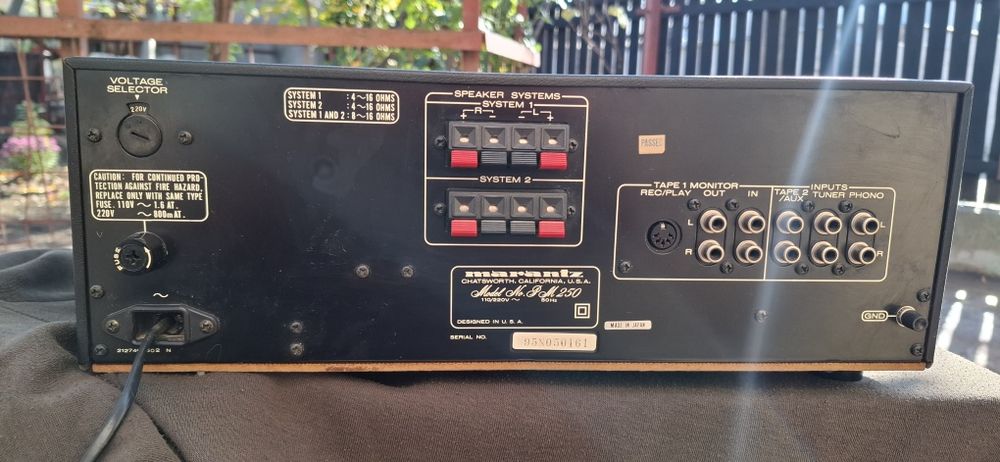 VOLTAGE
SELECTOR
220V
SYSTEM 1 : 4～16 OHMS
SYSTEM 2 : 4～16 OHMS
SYSTEM 1 AND 2 : 8～16 OHMS
SPEAKER SYSTEMS
SYSTEM 1
+ R - - L +
SYSTEM 2
PASSED
CAUTION: FOR CONTINUED PRO-
TECTION AGAINST FIRE HAZARD,
REPLACE ONLY WITH SAME TYPE
FUSE. 110V ～ 1.6 AT.
220V ～ 800mAT.
FUSE
～
N
TAPE 1 MONITOR
REC/PLAY OUT IN
INPUTS
TAPE 2
/AUX TUNER PHONO
L L
R R
GND
marantz
CHATSWORTH, CALIFORNIA, U.S.A.
Model No. PM 250
110/220V～ 50Hz
DESIGNED IN U.S.A.
MADE IN JAPAN
SERIAL NO. 95N050161